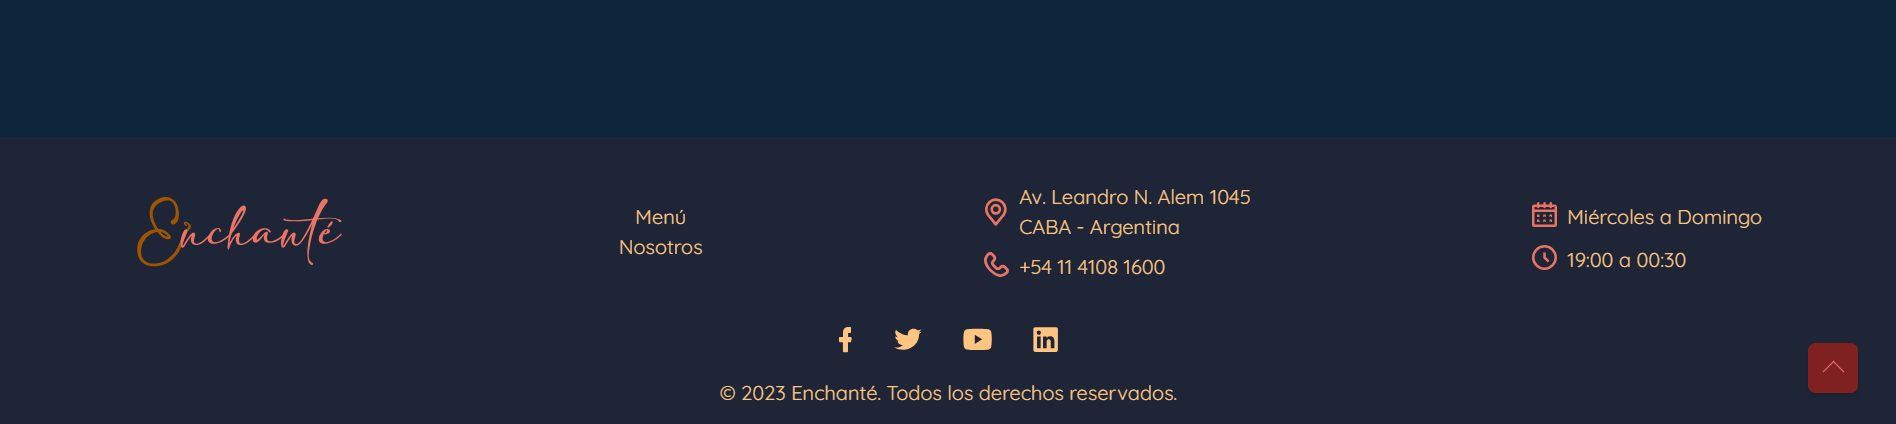 Enchanté
Menú
Nosotros
Av. Leandro N. Alem 1045
CABA - Argentina
+54 11 4108 1600
Miércoles a Domingo
19:00 a 00:30
© 2023 Enchanté. Todos los derechos reservados.